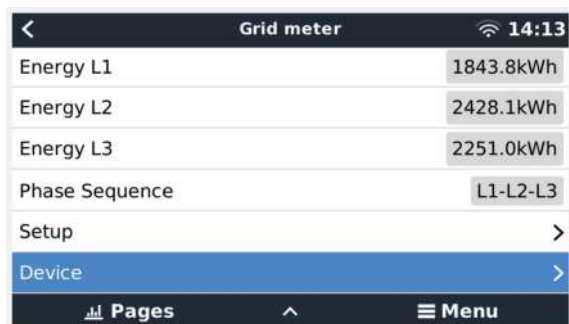 Grid meter 14:13
Energy L1 1843.8kWh
Energy L2 2428.1kWh
Energy L3 2251.0kWh
Phase Sequence L1-L2-L3
Setup
Device
Pages Menu